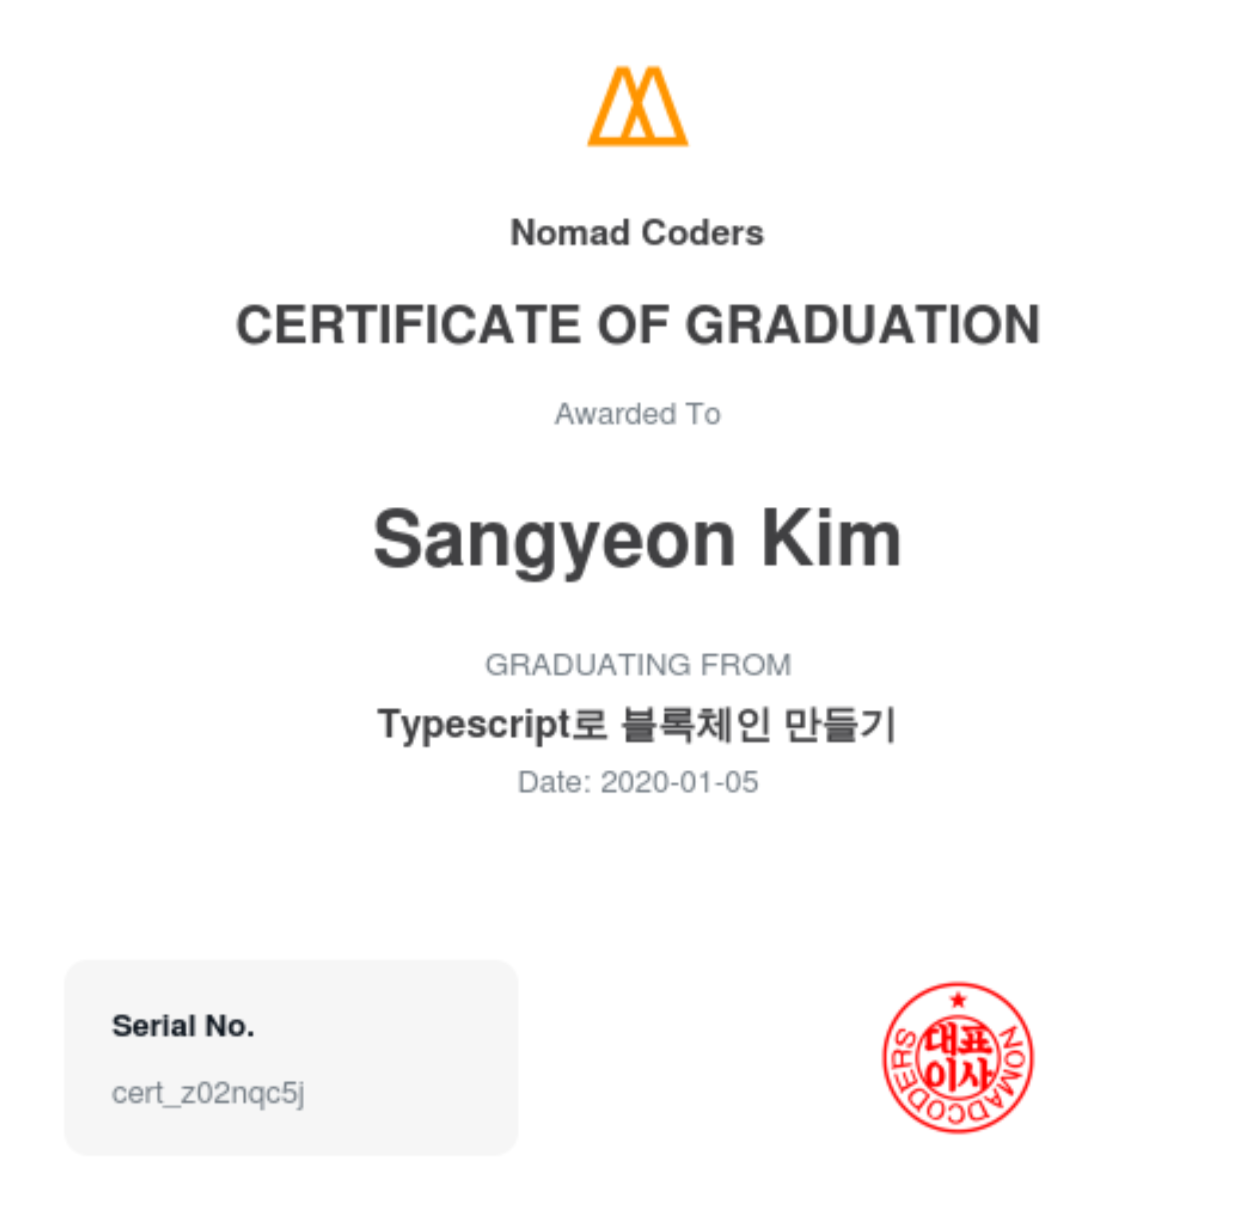 Nomad Coders
CERTIFICATE OF GRADUATION
Awarded To
Sangyeon Kim
GRADUATING FROM
Typescript로 블록체인 만들기
Date: 2020-01-05
Serial No.
cert_z02nqc5j
대표
이사
NOMADCODERS